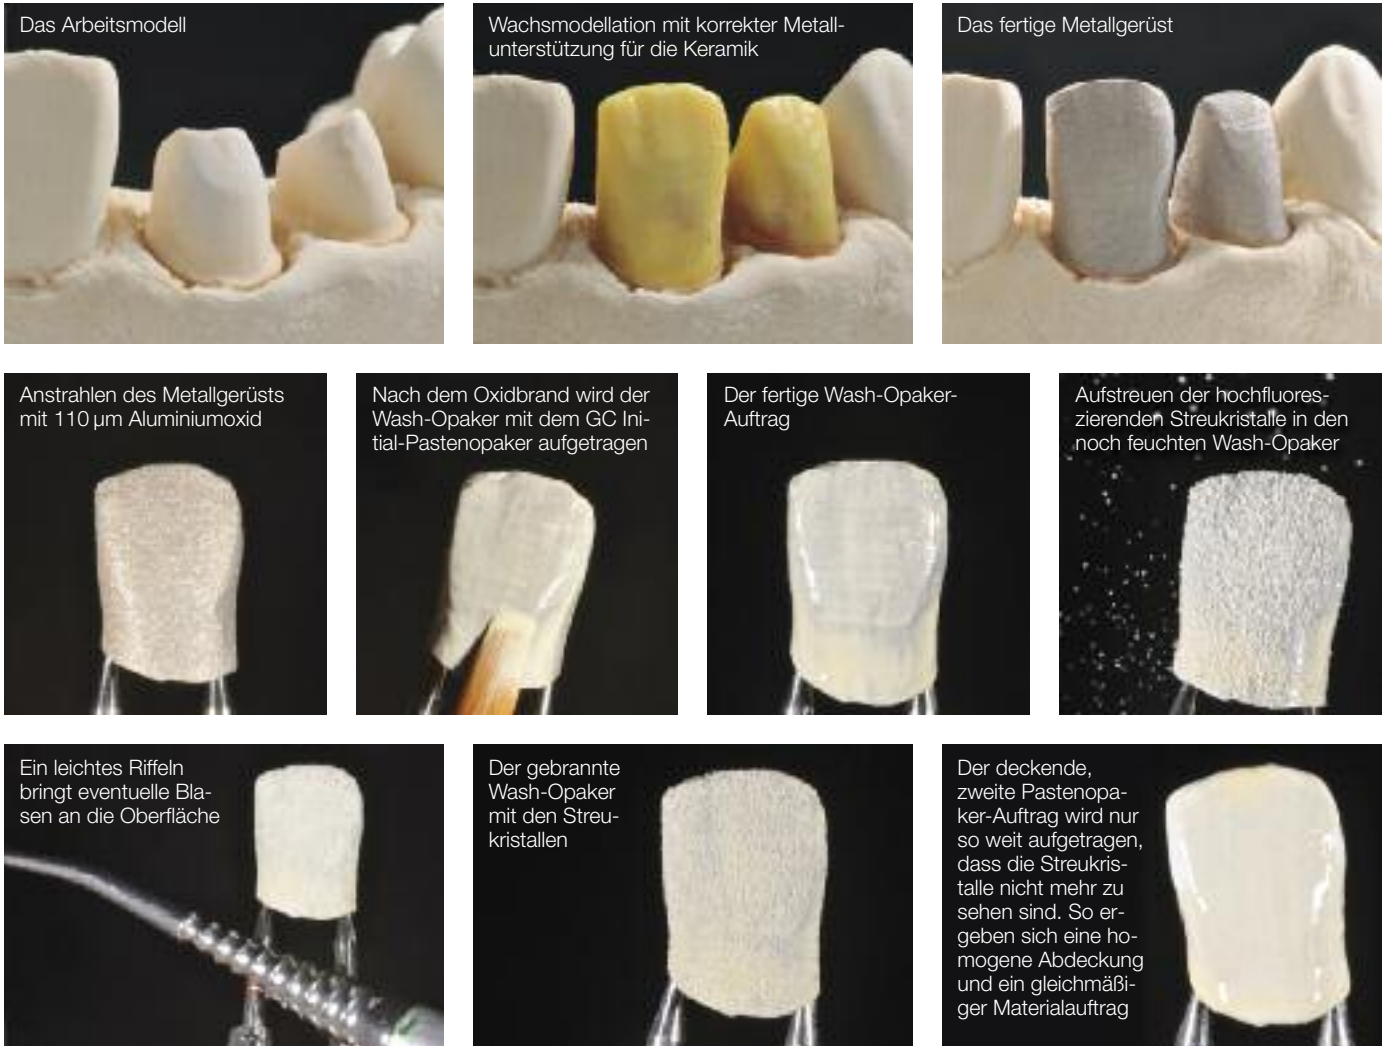 Das Arbeitsmodell
Wachsmodellation mit korrekter Metall-
unterstützung für die Keramik
Das fertige Metallgerüst
Anstrahlen des Metallgerüsts
mit 110 µm Aluminiumoxid
Nach dem Oxidbrand wird der
Wash-Opaker mit dem GC Ini-
tial-Pastenopaker aufgetragen
Der fertige Wash-Opaker-
Auftrag
Aufstreuen der hochfluores-
zierenden Streukristalle in den
noch feuchten Wash-Opaker
Ein leichtes Riffeln
bringt eventuelle Bla-
sen an die Oberfläche
Der gebrannte
Wash-Opaker
mit den Streu-
kristallen
Der deckende,
zweite Pastenopa-
ker-Auftrag wird nur
so weit aufgetragen,
dass die Streukris-
talle nicht mehr zu
sehen sind. So er-
geben sich eine ho-
mogene Abdeckung
und ein gleichmäßi-
ger Materialauftrag